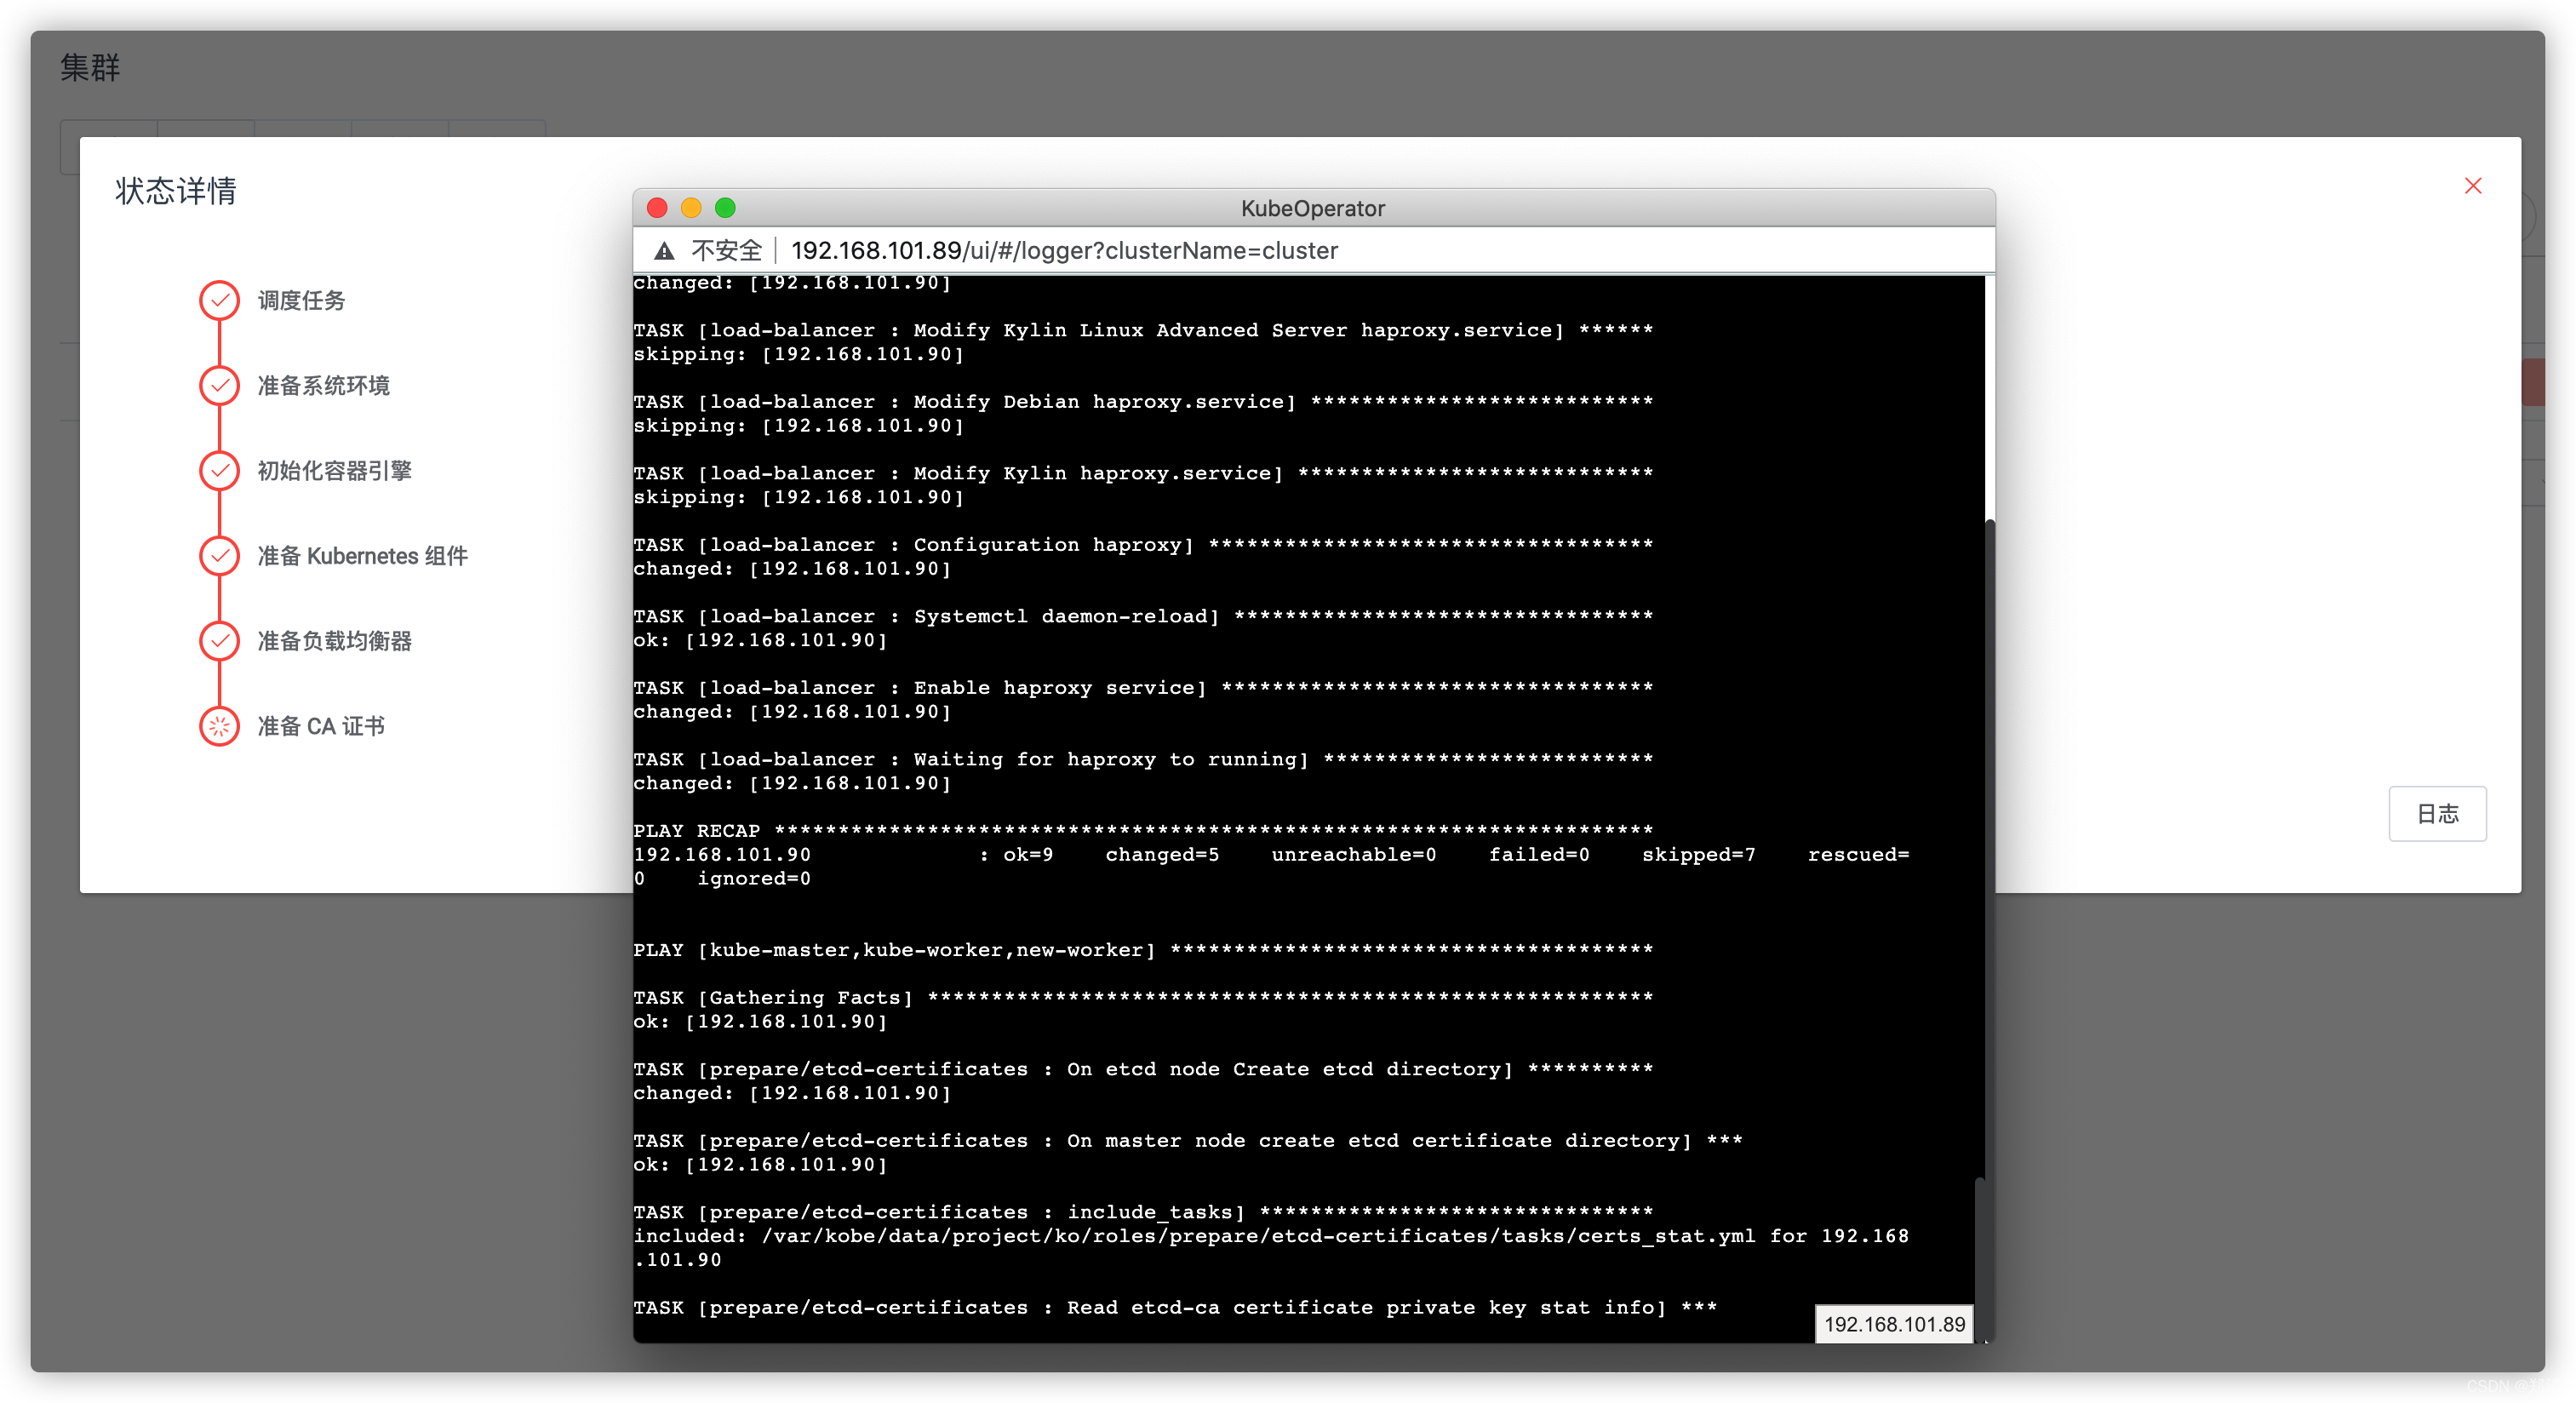 集群
状态详情
调度任务
准备系统环境
初始化容器引擎
准备 Kubernetes 组件
准备负载均衡器
准备 CA 证书
日志
KubeOperator
不安全 | 192.168.101.89/ui/#/logger?clusterName=cluster
changed: [192.168.101.90]
TASK [load-balancer : Modify Kylin Linux Advanced Server haproxy.service] ******
skipping: [192.168.101.90]
TASK [load-balancer : Modify Debian haproxy.service] ***************************
skipping: [192.168.101.90]
TASK [load-balancer : Modify Kylin haproxy.service] ****************************
skipping: [192.168.101.90]
TASK [load-balancer : Configuration haproxy] ***********************************
changed: [192.168.101.90]
TASK [load-balancer : Systemctl daemon-reload] *********************************
ok: [192.168.101.90]
TASK [load-balancer : Enable haproxy service] **********************************
changed: [192.168.101.90]
TASK [load-balancer : Waiting for haproxy to running] **************************
changed: [192.168.101.90]
PLAY RECAP *********************************************************************
192.168.101.90             : ok=9    changed=5    unreachable=0    failed=0    skipped=7    rescued=
0    ignored=0
PLAY [kube-master,kube-worker,new-worker] **************************************
TASK [Gathering Facts] *********************************************************
ok: [192.168.101.90]
TASK [prepare/etcd-certificates : On etcd node Create etcd directory] **********
changed: [192.168.101.90]
TASK [prepare/etcd-certificates : On master node create etcd certificate directory] ***
ok: [192.168.101.90]
TASK [prepare/etcd-certificates : include_tasks] *******************************
included: /var/kobe/data/project/ko/roles/prepare/etcd-certificates/tasks/certs_stat.yml for 192.168
.101.90
TASK [prepare/etcd-certificates : Read etcd-ca certificate private key stat info] ***
192.168.101.89